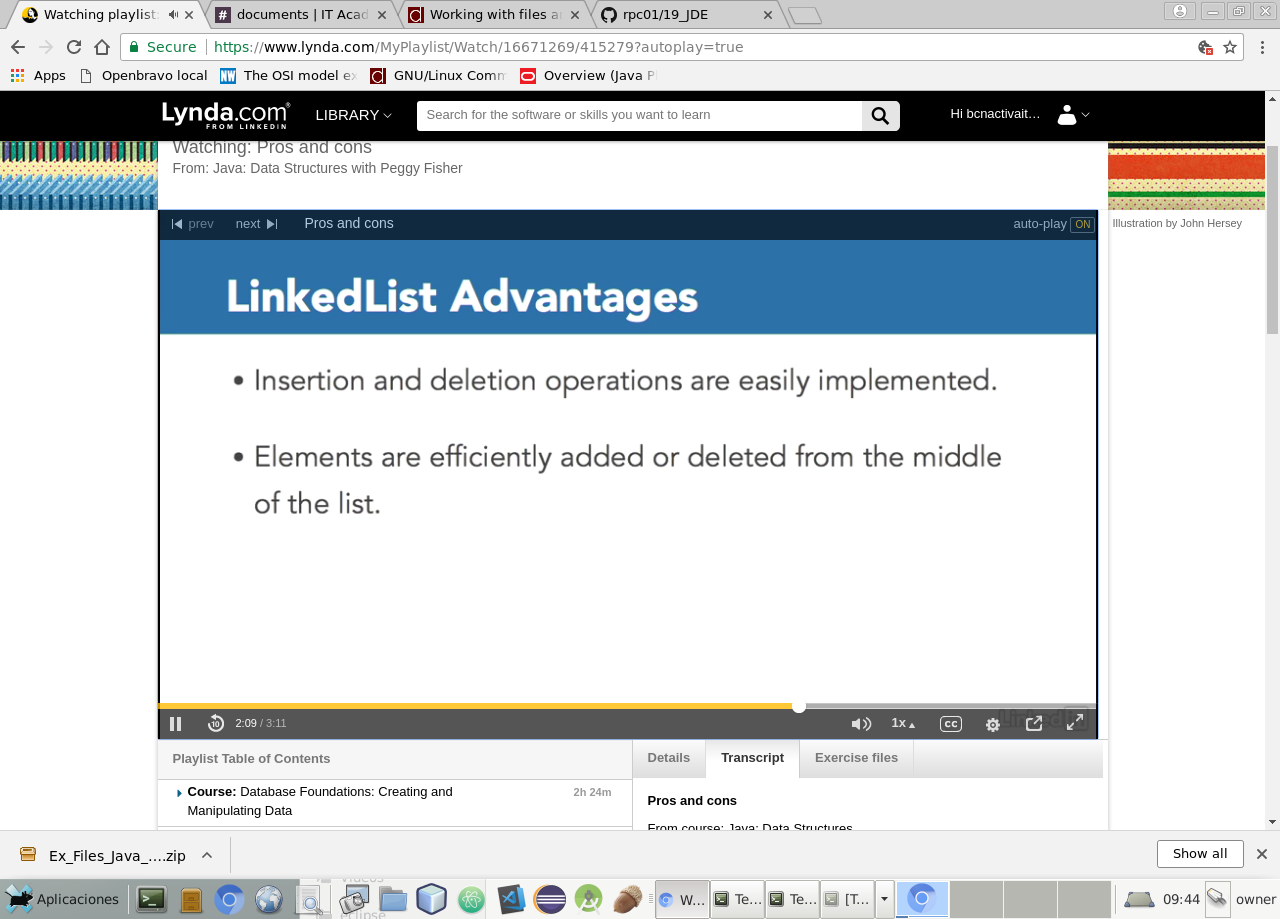 Watching playlist:
documents | IT Acad
Working with files a
rpc01/19_JDE
Secure
https://www.lynda.com/MyPlaylist/Watch/16671269/415279?autoplay=true
Apps
Openbravo local
The OSI model ex
GNU/Linux Comm
Overview (Java P
Lynda.com®
FROM LINKEDIN
LIBRARY
Search for the software or skills you want to learn
Hi bcnactivait…
Watching: Pros and cons
From: Java: Data Structures with Peggy Fisher
Illustration by John Hersey
prev
next
Pros and cons
auto-play ON
LinkedList Advantages
• Insertion and deletion operations are easily implemented.
• Elements are efficiently added or deleted from the middle
of the list.
10
2:09 / 3:11
1x
cc
LinkedIn
Playlist Table of Contents
Details
Transcript
Exercise files
Course: Database Foundations: Creating and
Manipulating Data
2h 24m
Pros and cons
From course: Java: Data Structures
Ex_Files_Java_....zip
Show all
Aplicaciones
eclipse
W...
Te...
Te...
[T...
09:44
owner